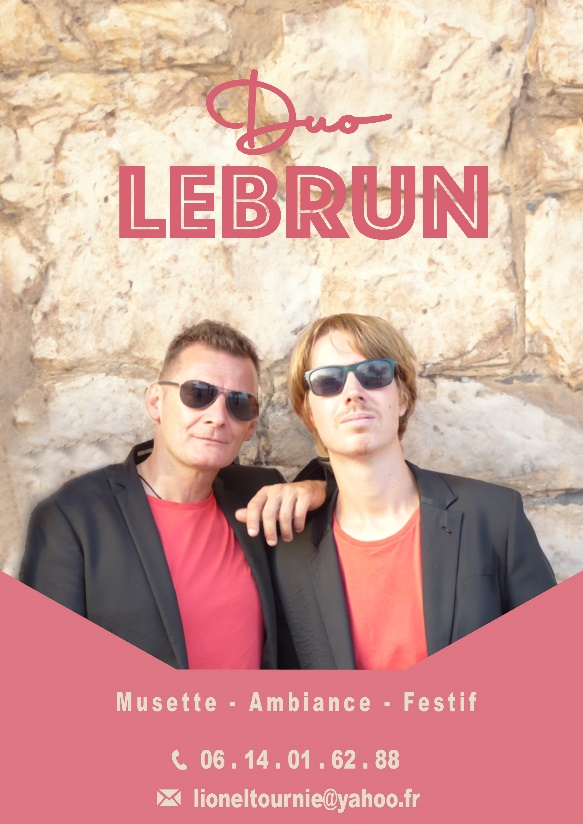 Duo
LEBRUN
Musette - Ambiance - Festif
06 . 14 . 01 . 62 . 88
lioneltournie@yahoo.fr